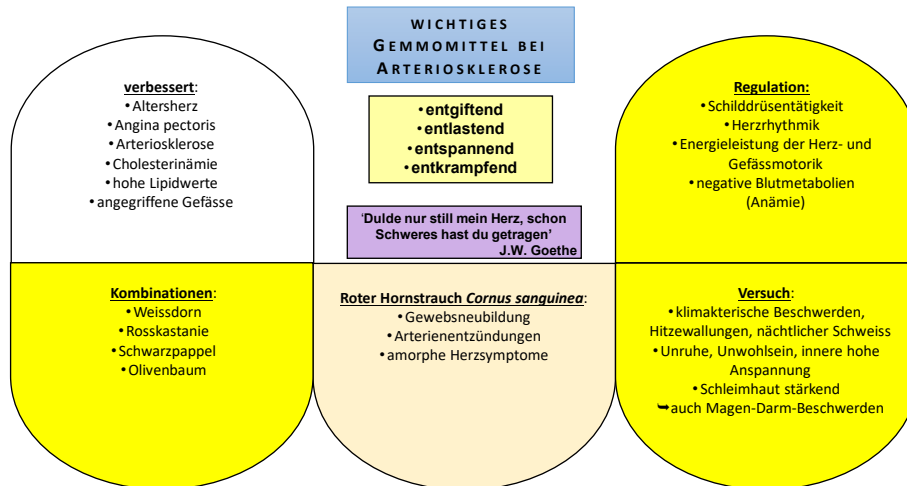 WICHTIGES
GEMMOMITTEL BEI
ARTERIOSKLEROSE
verbessert:
•Altersherz
•Angina pectoris
•Arteriosklerose
•Cholesterinämie
•hohe Lipidwerte
•angegriffene Gefässe
•entgiftend
•entlastend
•entspannend
•entkrampfend
Regulation:
•Schilddrüsentätigkeit
•Herzrhythmik
•Energieleistung der Herz- und
Gefässmotorik
•negative Blutmetabolien
(Anämie)
‘Dulde nur still mein Herz, schon
Schweres hast du getragen’
J.W. Goethe
Kombinationen:
•Weissdorn
•Rosskastanie
•Schwarzpappel
•Olivenbaum
Roter Hornstrauch Cornus sanguinea:
•Gewebsneubildung
•Arterienentzündungen
•amorphe Herzsymptome
Versuch:
•klimakterische Beschwerden,
Hitzewallungen, nächtlicher Schweiss
•Unruhe, Unwohlsein, innere hohe
Anspannung
•Schleimhaut stärkend
➥auch Magen-Darm-Beschwerden